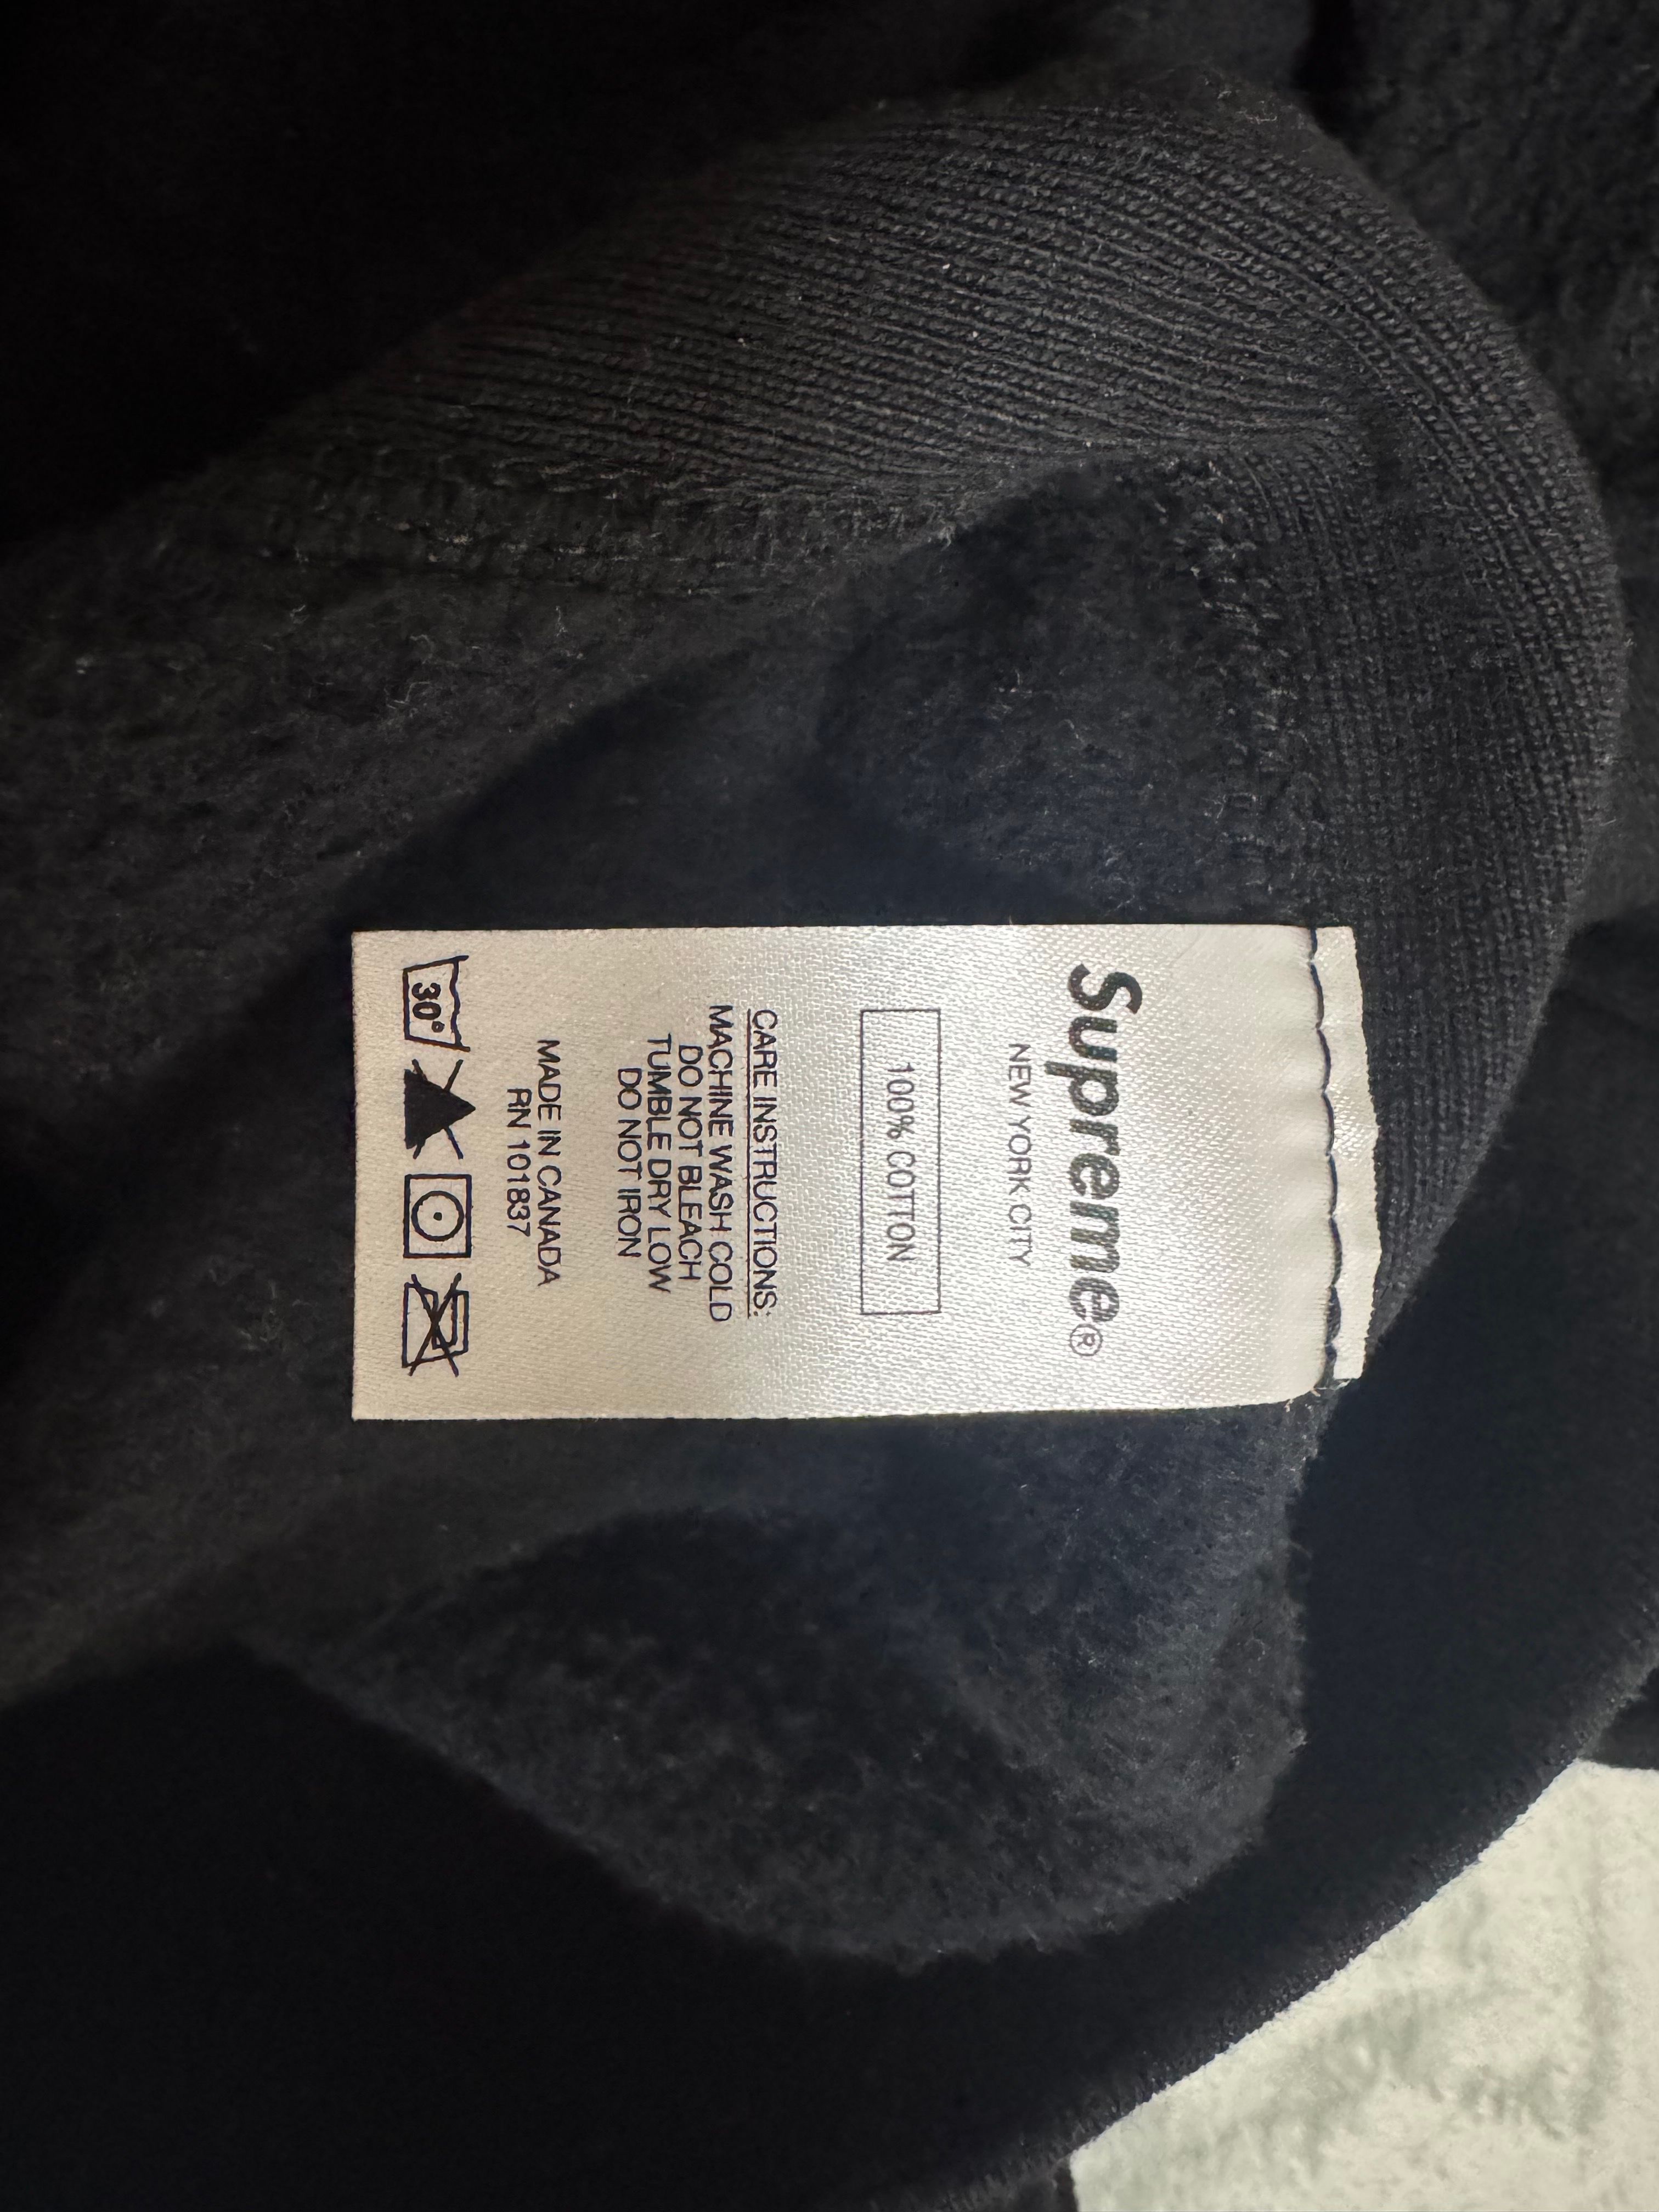 Supreme®
NEW YORK CITY
100% COTTON
CARE INSTRUCTIONS:
MACHINE WASH COLD
DO NOT BLEACH
TUMBLE DRY LOW
DO NOT IRON
MADE IN CANADA
RN 101837
30°